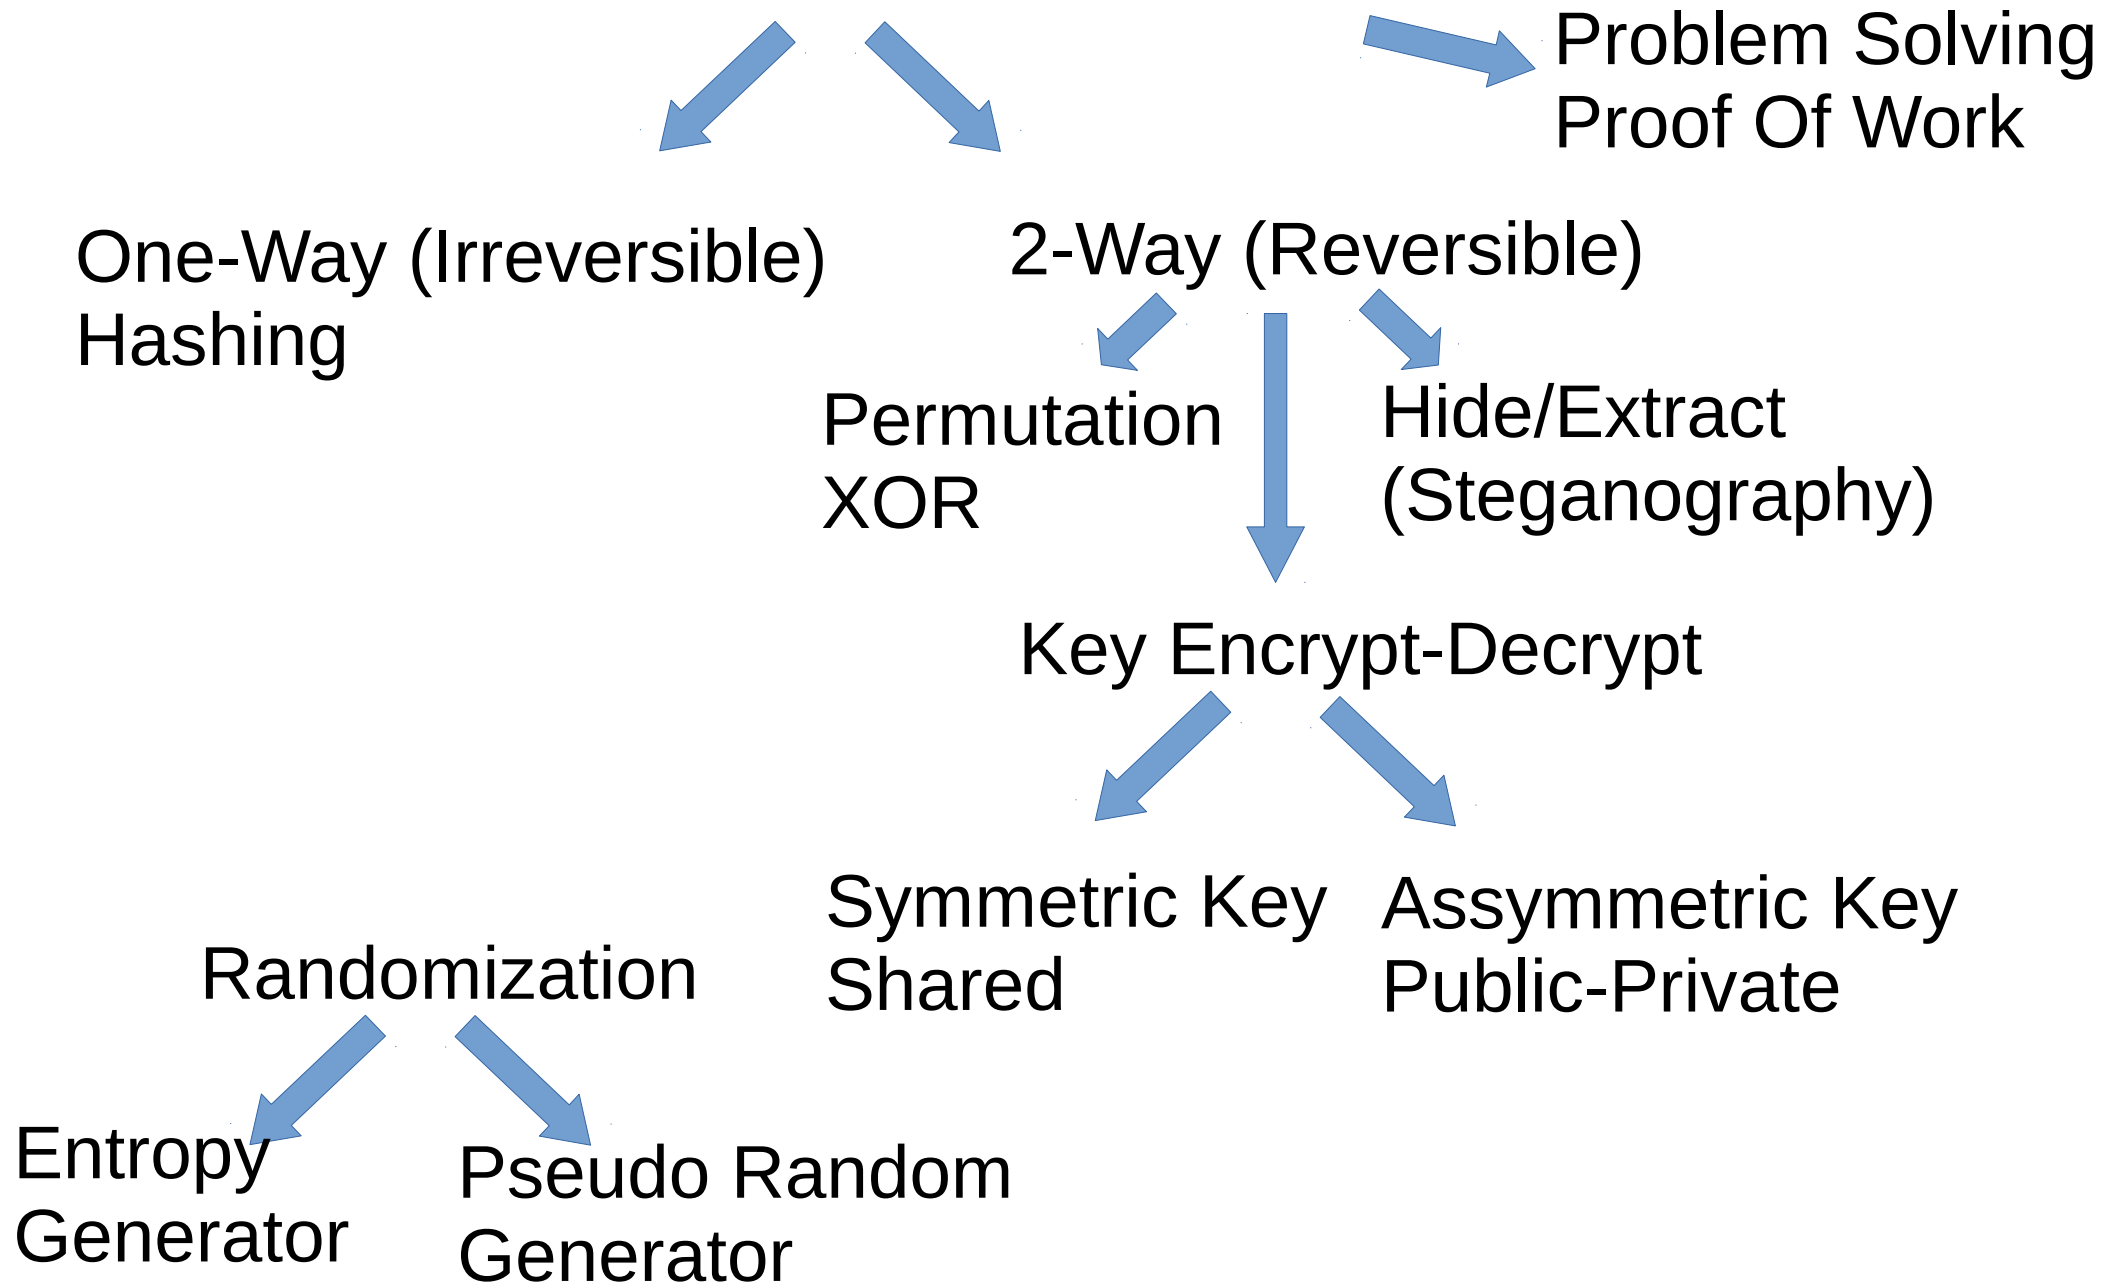 Problem Solving
Proof Of Work
One-Way (Irreversible)
Hashing
2-Way (Reversible)
Permutation
XOR
Hide/Extract
(Steganography)
Key Encrypt-Decrypt
Symmetric Key
Shared
Assymmetric Key
Public-Private
Randomization
Entropy
Generator
Pseudo Random
Generator